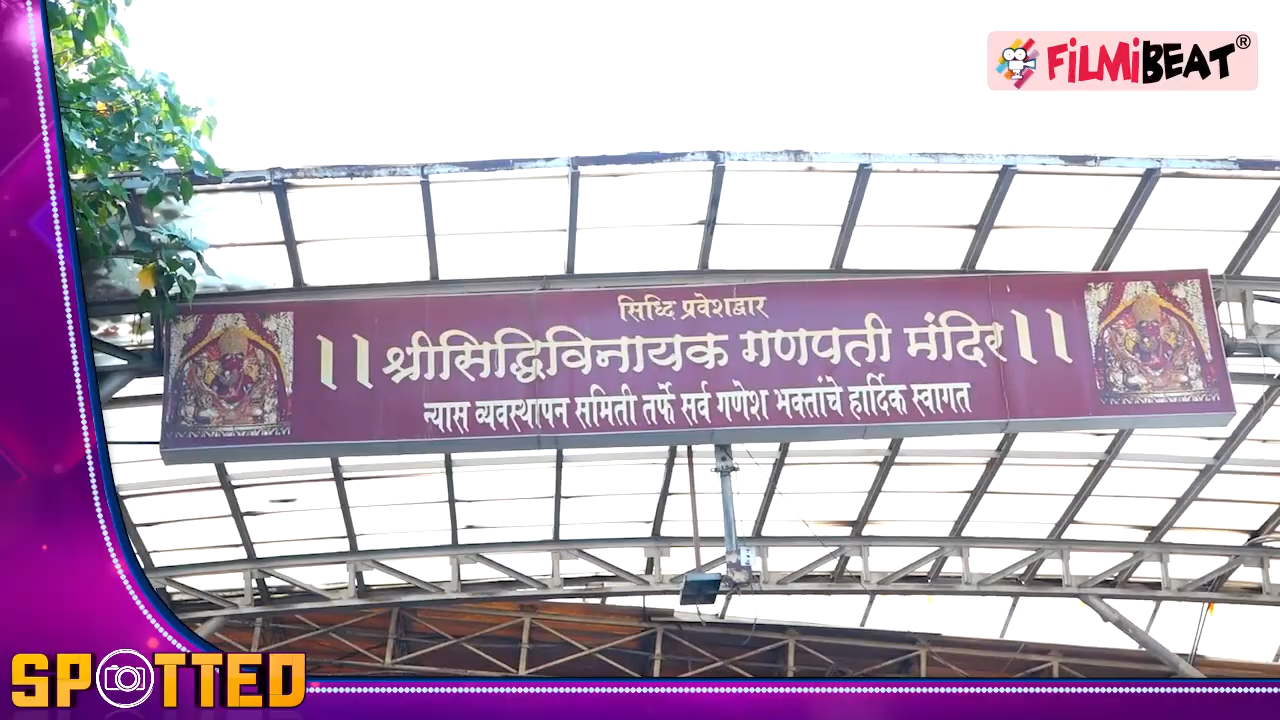 FiLMiBEAT®
सिध्दि प्रवेशद्वार
।।श्रीसिद्धिविनायक गणपती मंदिर।।
न्यास व्यवस्थापन समिती तर्फे सर्व गणेश भक्तांचे हार्दिक स्वागत
SPOTTED